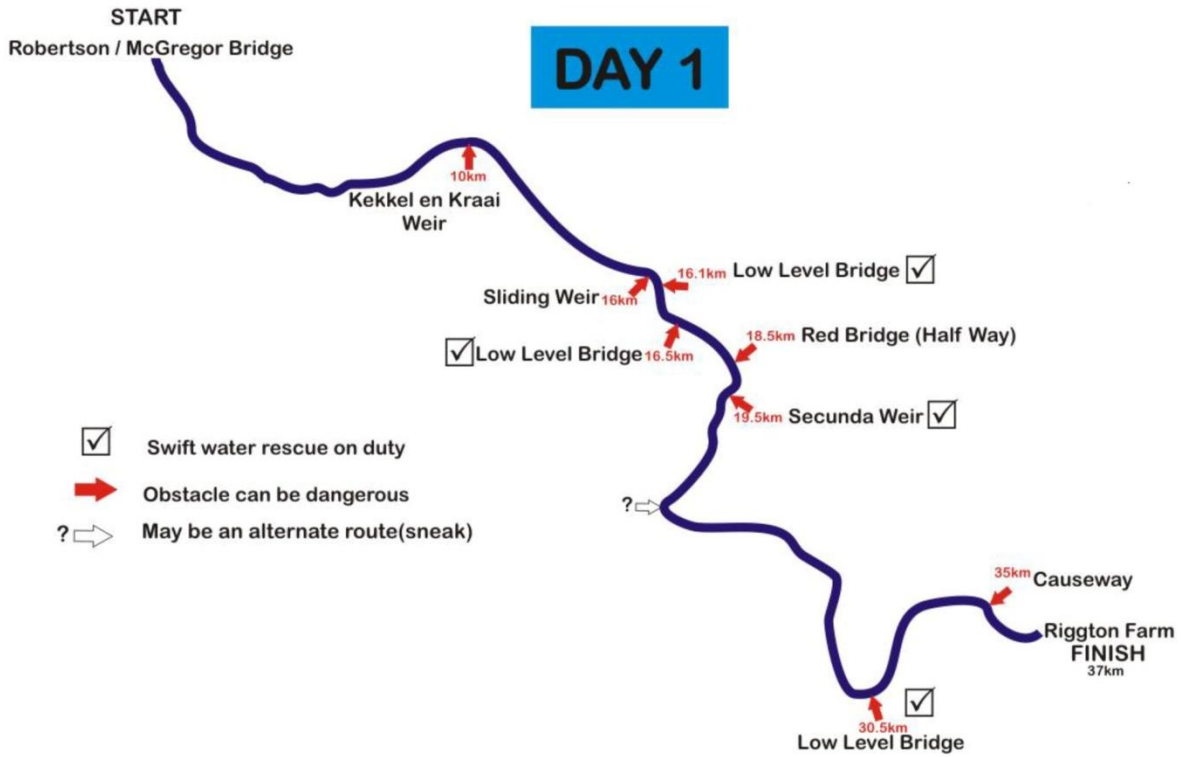 START
Robertson / McGregor Bridge
DAY 1
10km
Kekkel en Kraai
Weir
16.1km Low Level Bridge
Sliding Weir 16km
18.5km Red Bridge (Half Way)
Low Level Bridge 16.5km
19.5km Secunda Weir
Swift water rescue on duty
Obstacle can be dangerous
?
? May be an alternate route(sneak)
35km Causeway
Riggton Farm
FINISH
37km
30.5km
Low Level Bridge